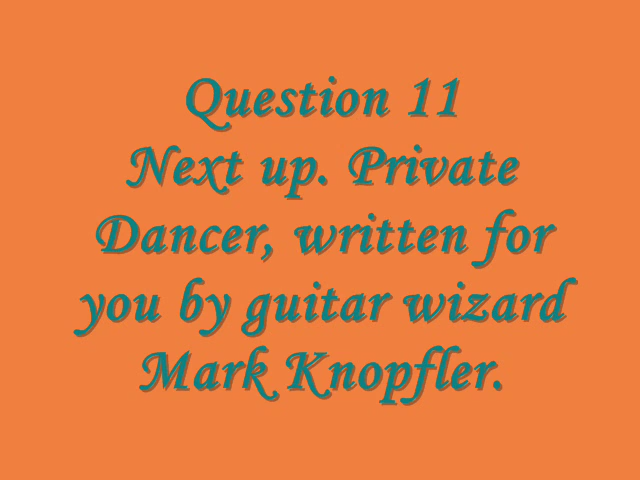 Question 11
Next up. Private
Dancer, written for
you by guitar wizard
Mark Knopfler.